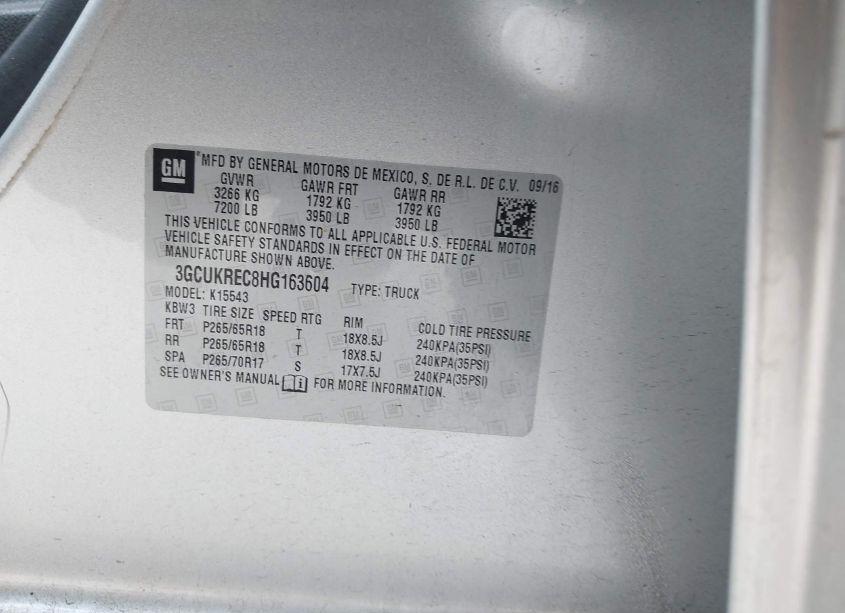 GM
MFD BY GENERAL MOTORS DE MEXICO, S. DE R.L. DE C.V. 09/16
GVWR GAWR FRT GAWR RR
3266 KG 1792 KG 1792 KG
7200 LB 3950 LB 3950 LB
THIS VEHICLE CONFORMS TO ALL APPLICABLE U.S. FEDERAL MOTOR
VEHICLE SAFETY STANDARDS IN EFFECT ON THE DATE OF
MANUFACTURE SHOWN ABOVE.
3GCUKREC8HG163604 TYPE: TRUCK
MODEL: K15543
KBW3 TIRE SIZE SPEED RTG RIM COLD TIRE PRESSURE
FRT P265/65R18 T 18X8.5J 240KPA(35PSI)
RR P265/65R18 T 18X8.5J 240KPA(35PSI)
SPA P265/70R17 S 17X7.5J 240KPA(35PSI)
SEE OWNER'S MANUAL i FOR MORE INFORMATION.